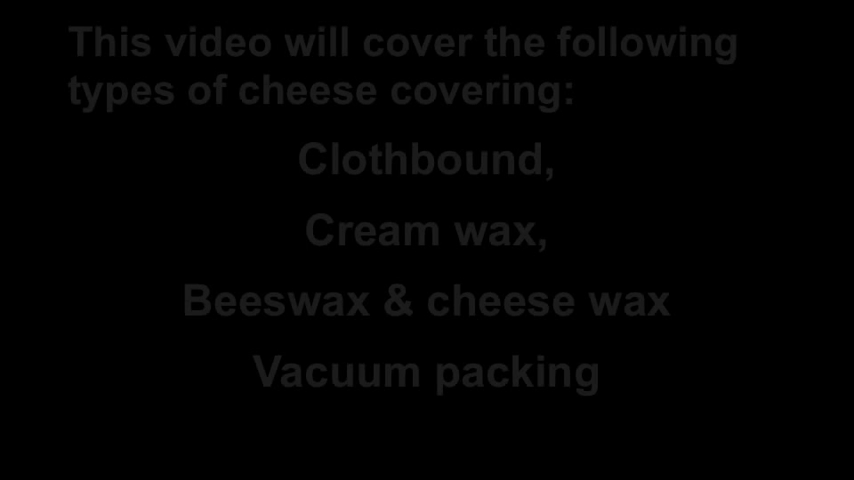 This video will cover the following
types of cheese covering:
Clothbound,
Cream wax,
Beeswax & cheese wax
Vacuum packing